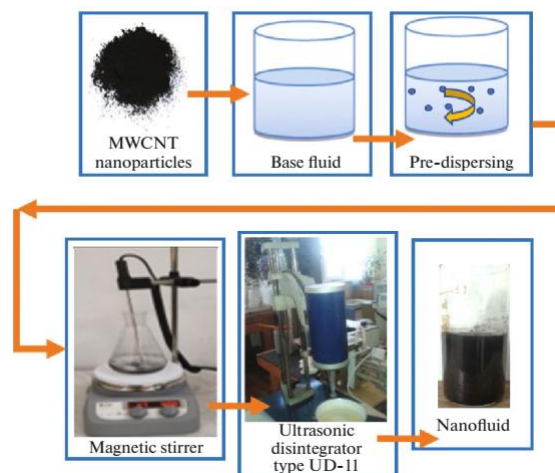 MWCNT
nanoparticles
Base fluid
Pre-dispersing
Magnetic stirrer
Ultrasonic
disintegrator
type UD-11
Nanofluid